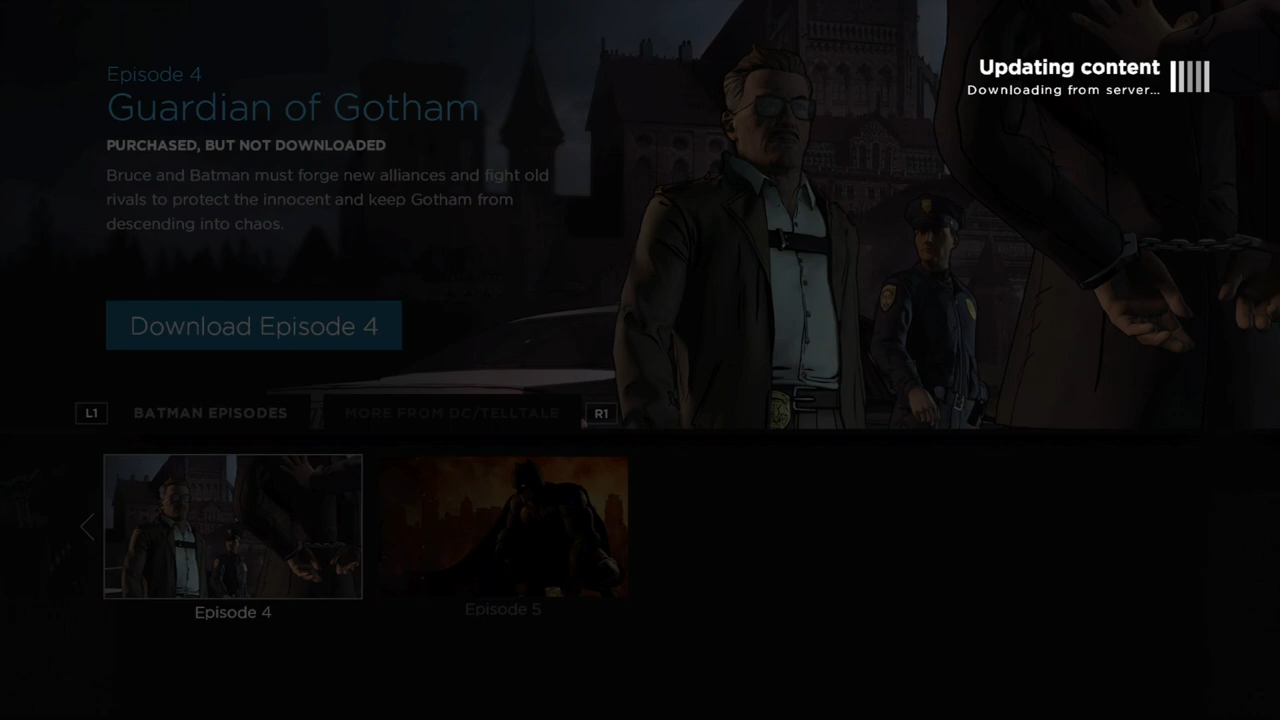 Updating content
Downloading from server...
Episode 4
Guardian of Gotham
PURCHASED, BUT NOT DOWNLOADED
Bruce and Batman must forge new alliances and fight old
rivals to protect the innocent and keep Gotham from
descending into chaos.
Download Episode 4
L1 BATMAN EPISODES MORE FROM DC/TELLTALE R1
Episode 4
Episode 5